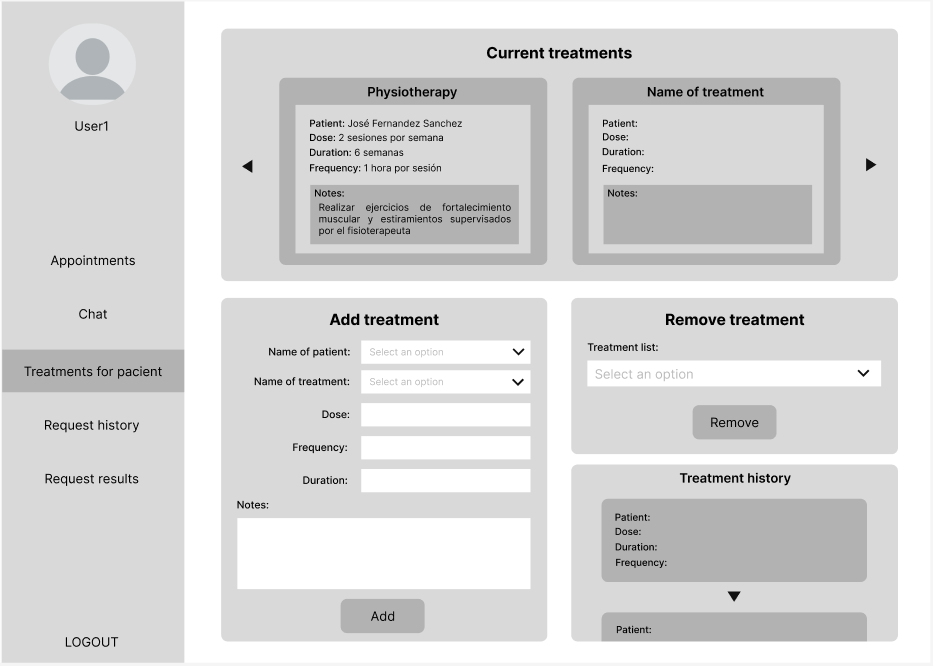 User1
Appointments
Chat
Treatments for pacient
Request history
Request results
LOGOUT
Current treatments
Physiotherapy
Patient: José Fernandez Sanchez
Dose: 2 sesiones por semana
Duration: 6 semanas
Frequency: 1 hora por sesión
Notes:
Realizar ejercicios de fortalecimiento
muscular y estiramientos supervisados
por el fisioterapeuta
Name of treatment
Patient:
Dose:
Duration:
Frequency:
Notes:
Add treatment
Name of patient: Select an option
Name of treatment: Select an option
Dose:
Frequency:
Duration:
Notes:
Add
Remove treatment
Treatment list:
Select an option
Remove
Treatment history
Patient:
Dose:
Duration:
Frequency:
Patient: